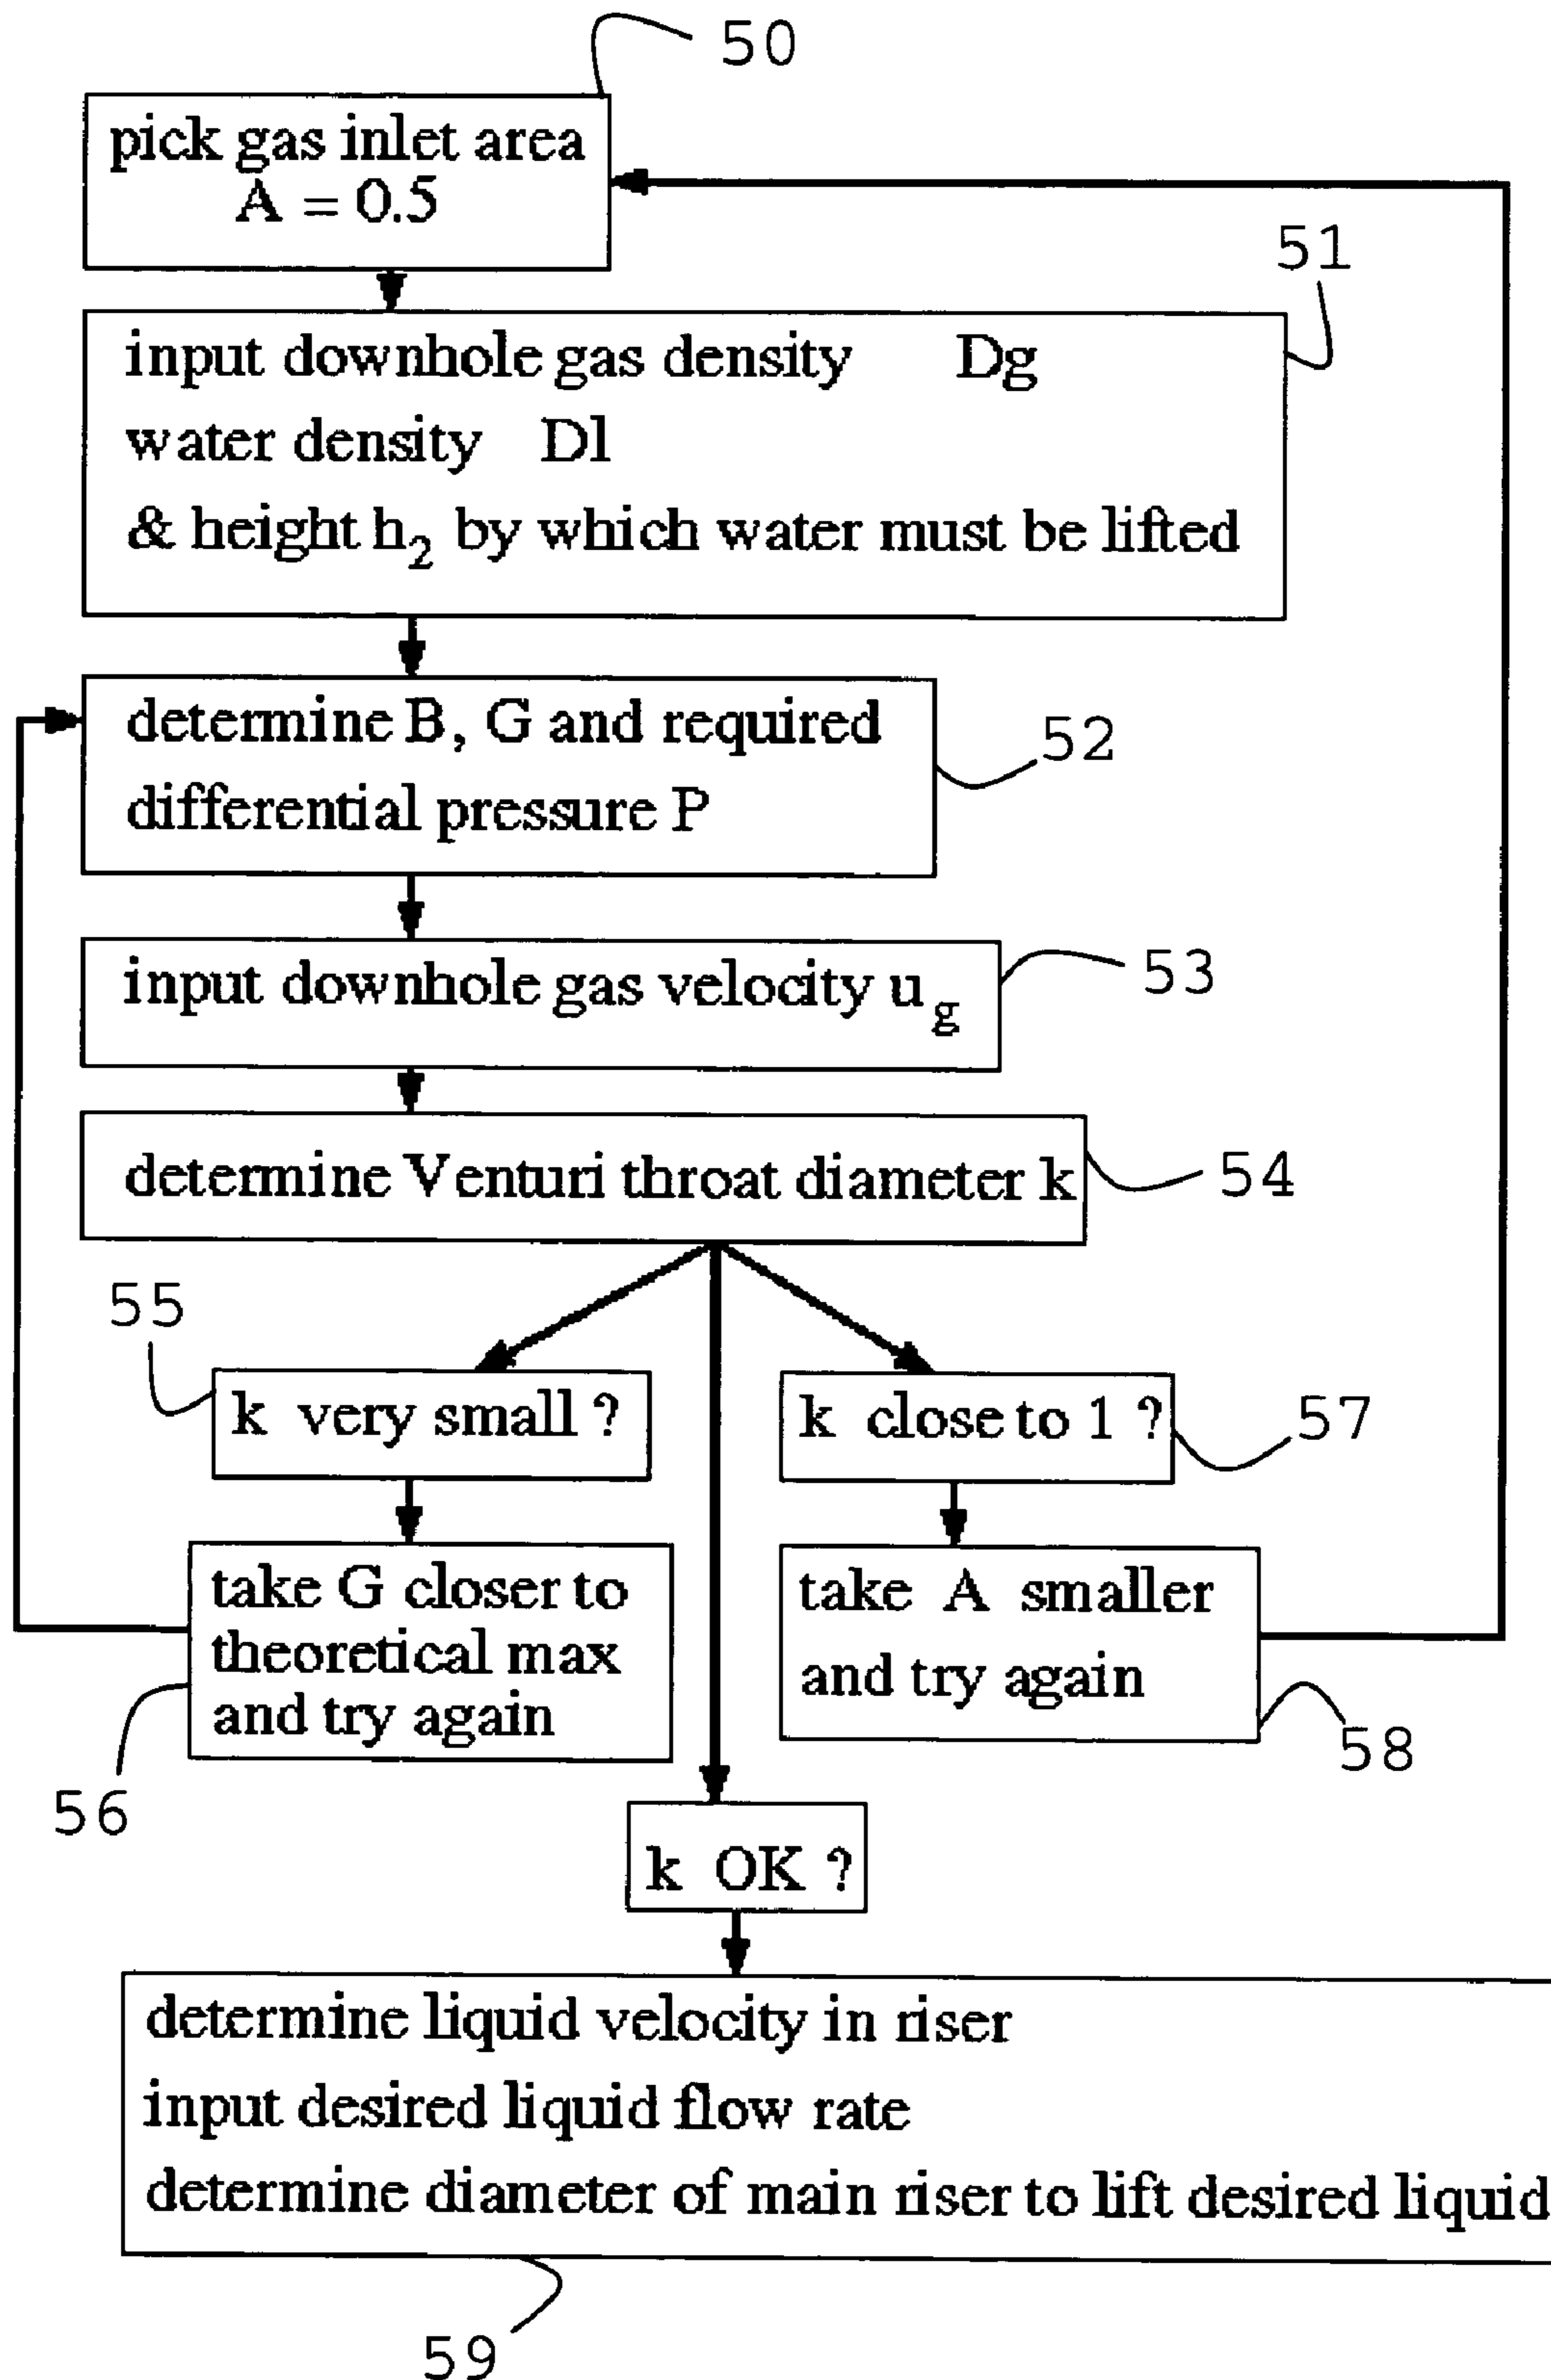 50
pick gas inlet area
A = 0.5
51
input downhole gas density Dg
water density Dl
& height h₂ by which water must be lifted
determine B, G and required
differential pressure P
52
input downhole gas velocity u_g
53
determine Venturi throat diameter k
54
55
k very small ?
k close to 1 ?
57
take G closer to
theoretical max
and try again
take A smaller
and try again
56
58
k OK ?
determine liquid velocity in riser
input desired liquid flow rate
determine diameter of main riser to lift desired liquid
59